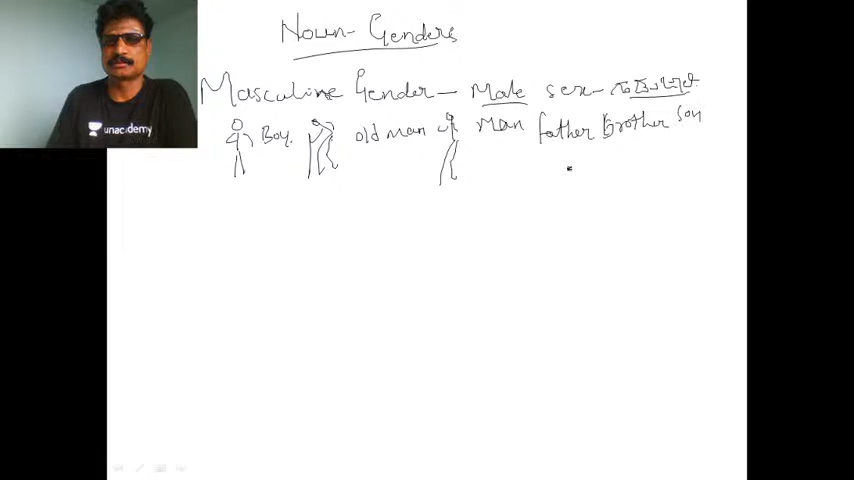 Noun- Genders
Masculine Gender- Male sex-
Boy. old man man father brother son
unacademy